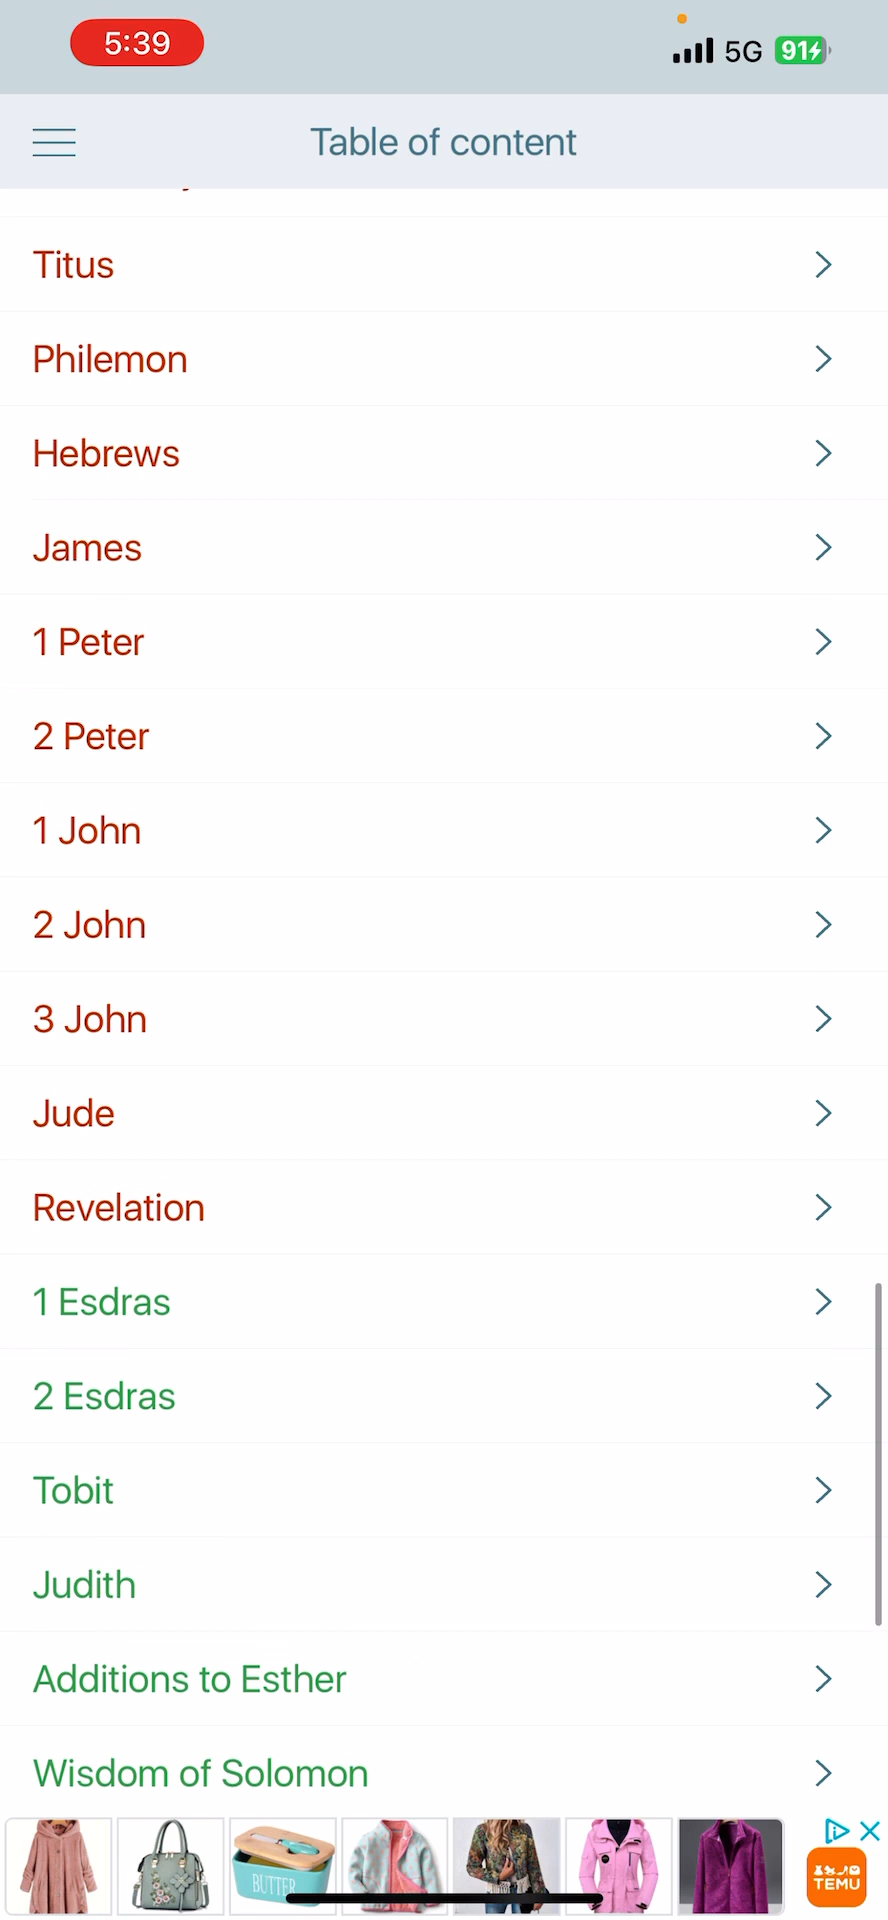 5:39
5G 91
Table of content
Titus
Philemon
Hebrews
James
1 Peter
2 Peter
1 John
2 John
3 John
Jude
Revelation
1 Esdras
2 Esdras
Tobit
Judith
Additions to Esther
Wisdom of Solomon
BUTTER
TEMU